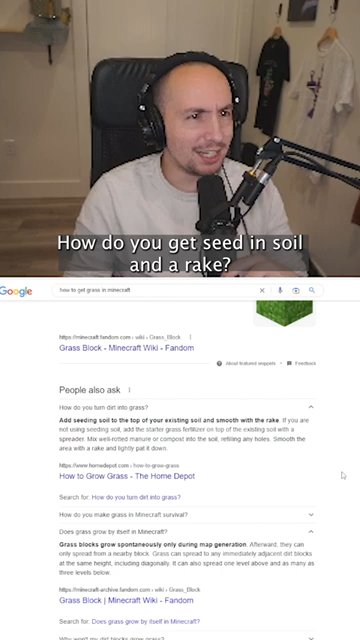 How do you get seed in soil
and a rake?
Google
how to get grass in minecraft
https://minecraft.fandom.com › wiki › Grass_Block
Grass Block - Minecraft Wiki - Fandom
About featured snippets
Feedback
People also ask
How do you turn dirt into grass?
Add seeding soil to the top of your existing soil and smooth with the rake. If you are
not using seeding soil, add the starter grass fertilizer on top of the existing soil with a
spreader. Mix well-rotted manure or compost into the soil, refilling any holes. Smooth the
area with a rake and lightly pat it down.
https://www.homedepot.com › how-to-grow-grass
How to Grow Grass - The Home Depot
Search for: How do you turn dirt into grass?
How do you make grass in Minecraft survival?
Does grass grow by itself in Minecraft?
Grass blocks grow spontaneously only during map generation. Afterward, they can
only spread from a nearby block. Grass can spread to any immediately adjacent dirt blocks
at the same height, including diagonally. It can also spread one level above and as many as
three levels below.
https://minecraft-archive.fandom.com › wiki › Grass_Block
Grass Block | Minecraft Wiki - Fandom
Search for: Does grass grow by itself in Minecraft?
Why won't my dirt blocks grow grass?